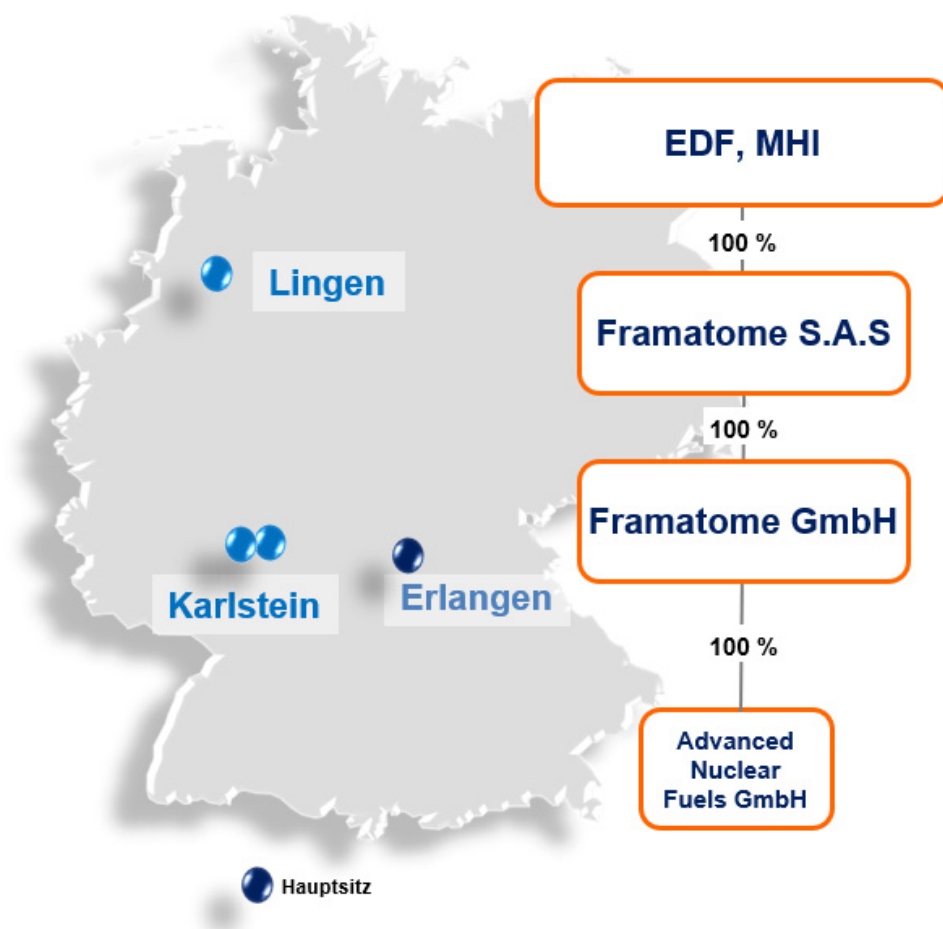 EDF, MHI
100 %
Framatome S.A.S
100 %
Framatome GmbH
100 %
Advanced
Nuclear
Fuels GmbH
Lingen
Karlstein
Erlangen
Hauptsitz